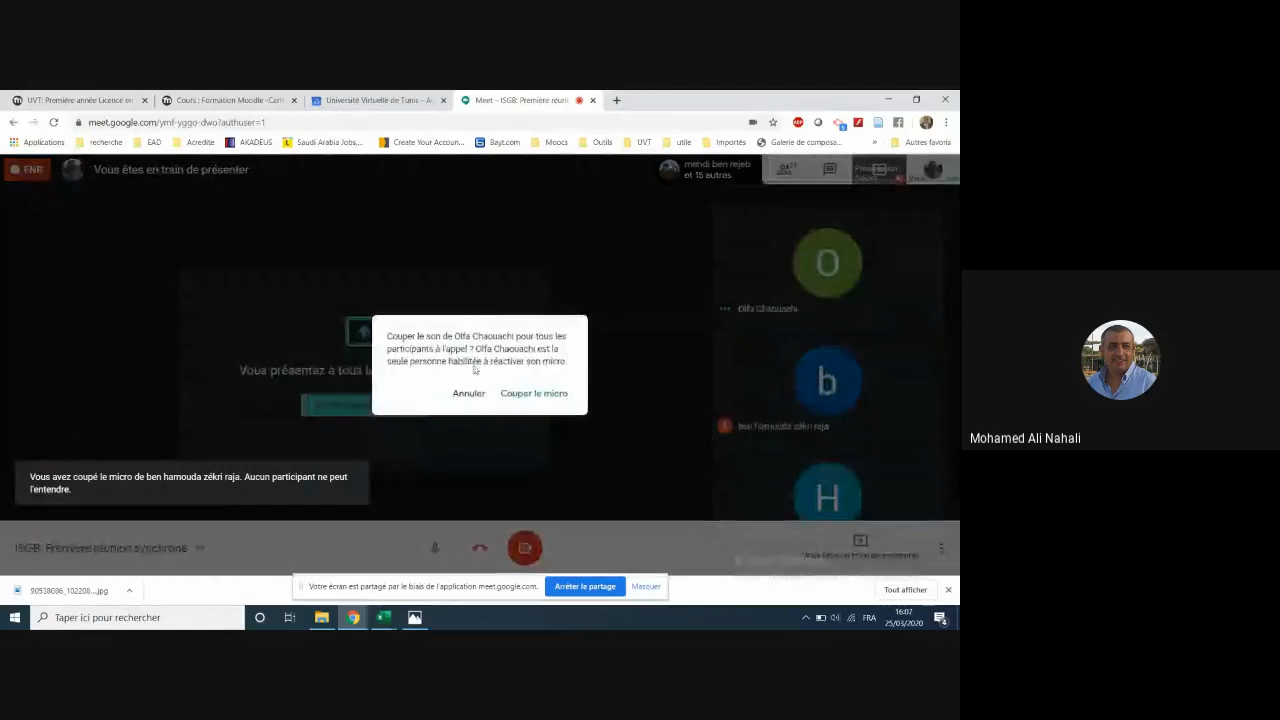 UVT: Première année Licence en
Cours : Formation Moodle -Cam
Université Virtuelle de Tunis – A
Meet – ISGB: Première réuni
meet.google.com/ymf-yggo-dwo?authuser=1
Applications
recherche
EAD
Acredite
AKADEUS
Saudi Arabia Jobs,...
Create Your Accoun...
Bayt.com
Moocs
Outils
UVT
utile
Importés
Galerie de composa...
»
Autres favoris
ENR
Vous êtes en train de présenter
mehdi ben rejeb
et 15 autres
O
Olfa Chaouachi
Couper le son de Olfa Chaouachi pour tous les
participants à l'appel ? Olfa Chaouachi est la
seule personne habilitée à réactiver son micro.
Annuler
Couper le micro
Vous présentez à tous l
b
ben hamouda zékri raja
H
Mohamed Ali Nahali
Vous avez coupé le micro de ben hamouda zékri raja. Aucun participant ne peut
l'entendre.
ISGB: Première réunion synchrone
Votre écran est partagé par le biais de l'application meet.google.com.
Arrêter le partage
Masquer
90538086_102208....jpg
Tout afficher
Taper ici pour rechercher
FRA
16:07
25/03/2020
4